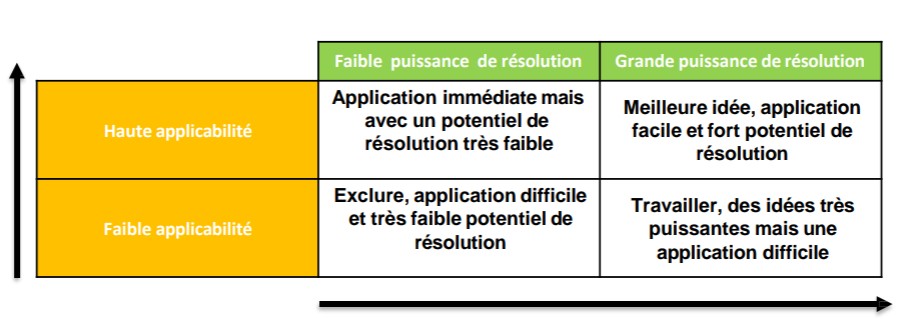 Faible puissance de résolution
Grande puissance de résolution
Haute applicabilité
Application immédiate mais
avec un potentiel de
résolution très faible
Meilleure idée, application
facile et fort potentiel de
résolution
Faible applicabilité
Exclure, application difficile
et très faible potentiel de
résolution
Travailler, des idées très
puissantes mais une
application difficile